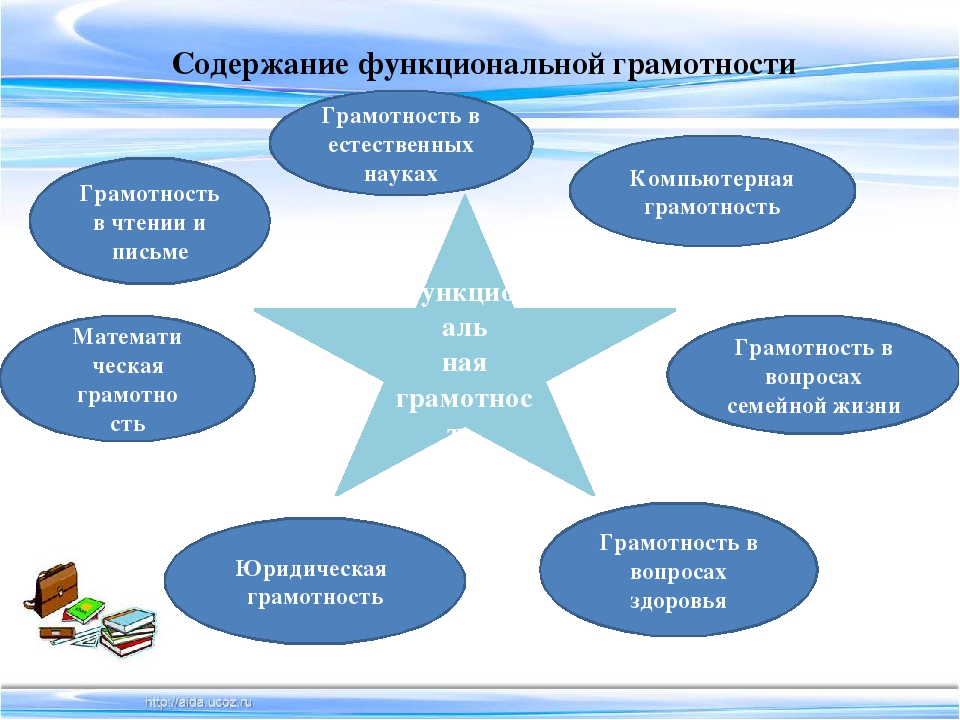 Содержание функциональной грамотности
Грамотность в
естественных
науках
Компьютерная
грамотность
Грамотность
в чтении и
письме
ункцио
аль
ная
грамотнос
т
Математи
ческая
грамотно
сть
Грамотность в
вопросах
семейной жизни
Юридическая
грамотность
Грамотность в
вопросах
здоровья
http://aida.ucoz.ru